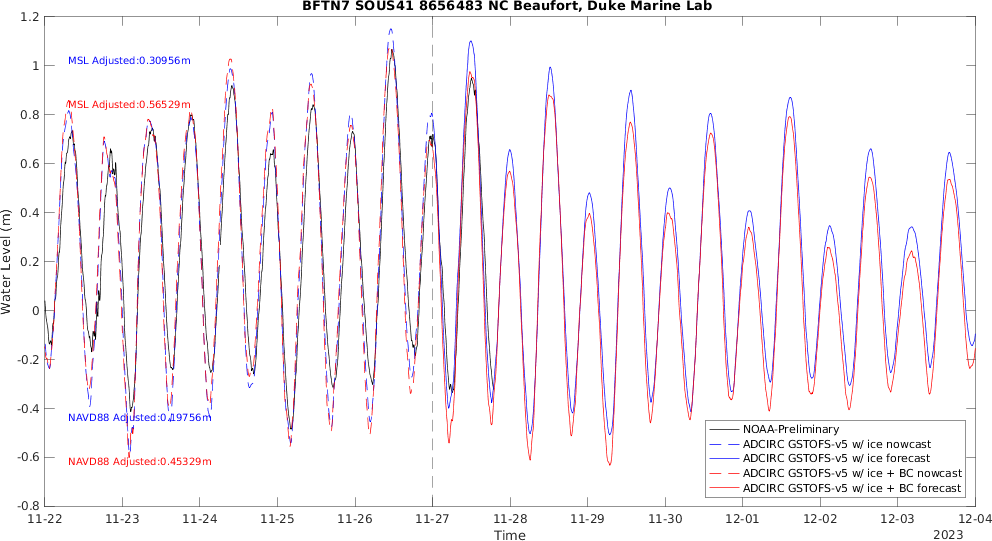 BFTN7 SOUS41 8656483 NC Beaufort, Duke Marine Lab
1.2
1
0.8
0.6
0.4
0.2
0
-0.2
-0.4
-0.6
-0.8
Water Level (m)
MSL Adjusted:0.30956m
MSL Adjusted:0.56529m
NAVD88 Adjusted:0.19756m
NAVD88 Adjusted:0.45329m
NOAA-Preliminary
ADCIRC GSTOFS-v5 w/ ice nowcast
ADCIRC GSTOFS-v5 w/ ice forecast
ADCIRC GSTOFS-v5 w/ ice + BC nowcast
ADCIRC GSTOFS-v5 w/ ice + BC forecast
11-22 11-23 11-24 11-25 11-26 11-27 11-28 11-29 11-30 12-01 12-02 12-03 12-04
Time
2023